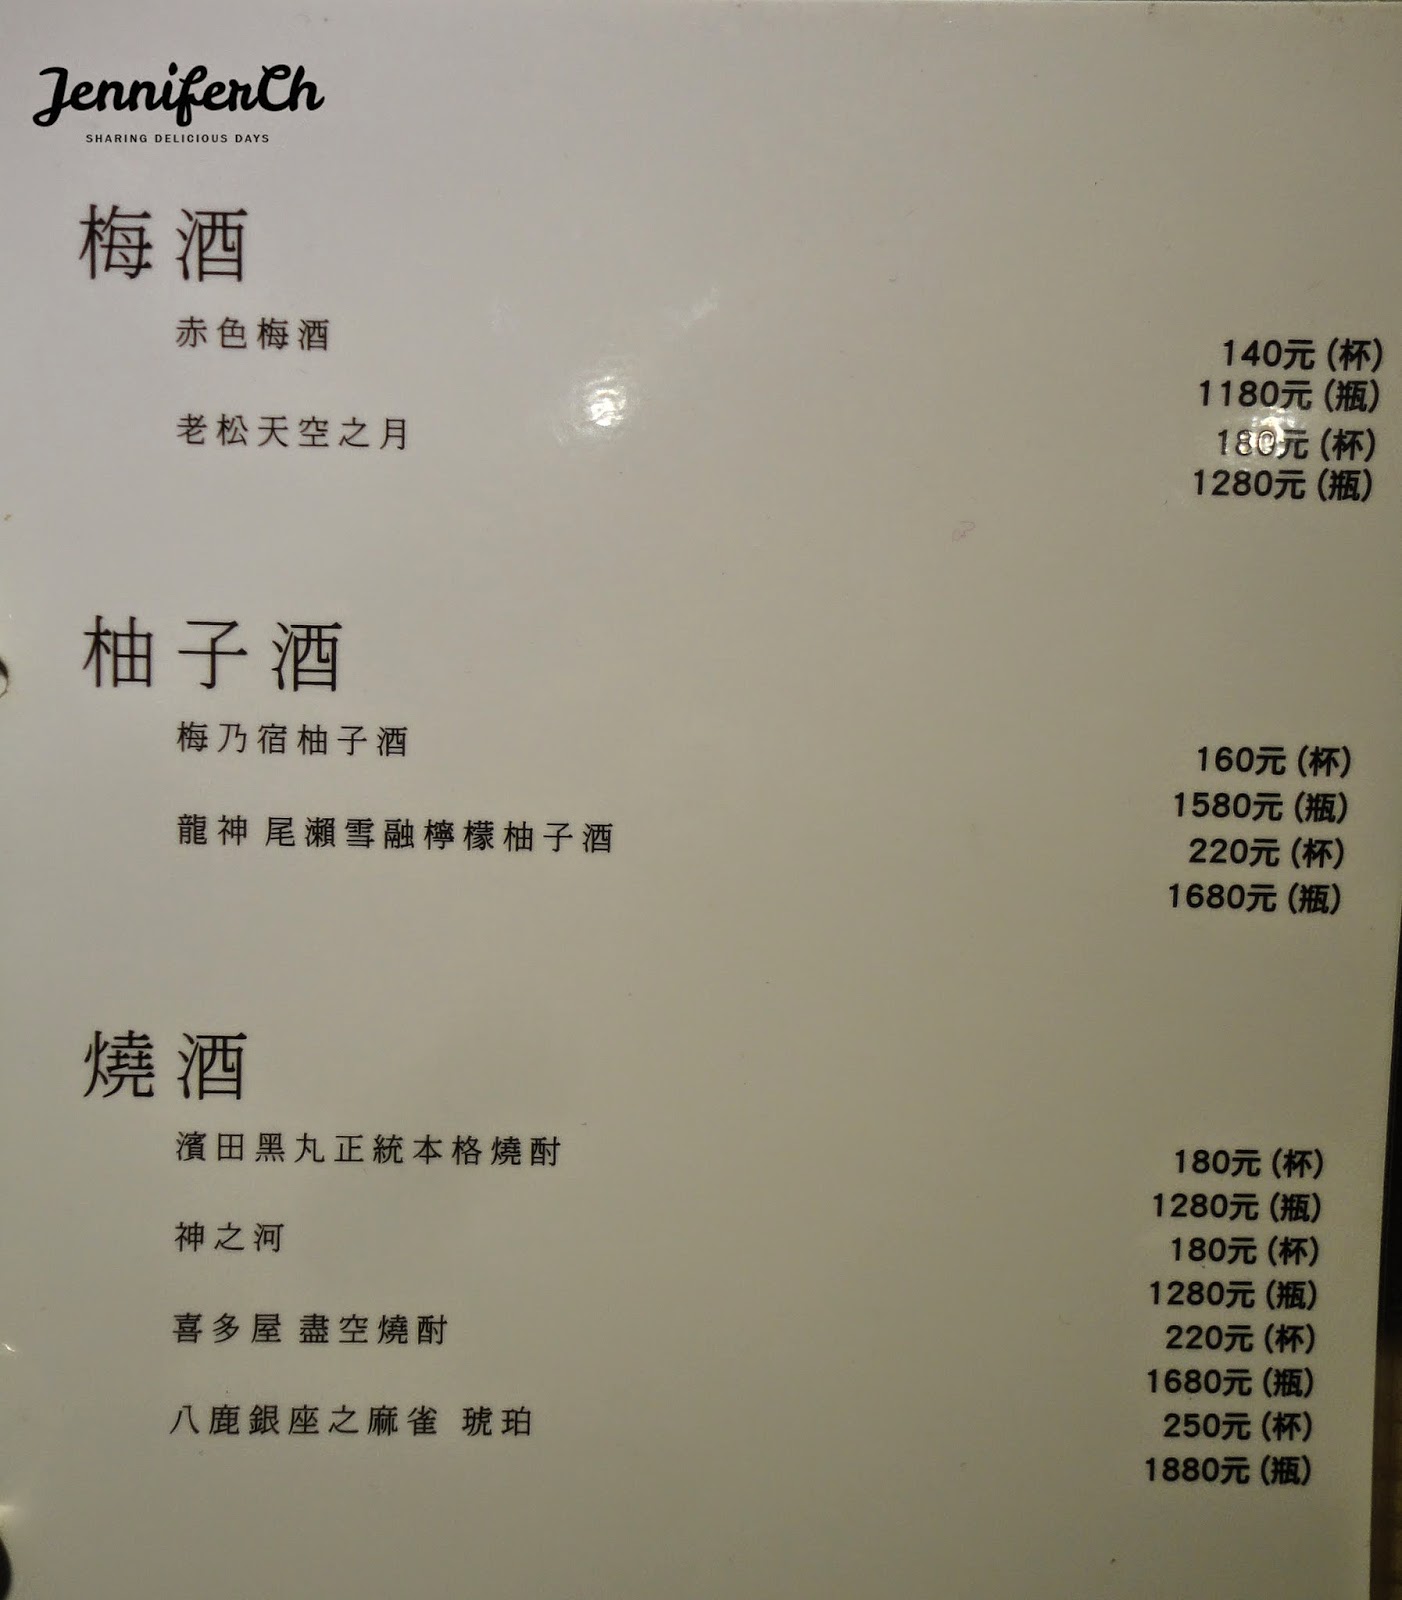 JenniferCh
SHARING DELICIOUS DAYS
梅酒
赤色梅酒
140元 (杯)
1180元 (瓶)
老松天空之月
180元 (杯)
1280元 (瓶)
柚子酒
梅乃宿柚子酒
160元 (杯)
1580元 (瓶)
龍神 尾瀨雪融檸檬柚子酒
220元 (杯)
1680元 (瓶)
燒酒
濱田黑丸正統本格燒酎
180元 (杯)
1280元 (瓶)
神之河
180元 (杯)
1280元 (瓶)
喜多屋 盡空燒酎
220元 (杯)
1680元 (瓶)
八鹿銀座之麻雀 琥珀
250元 (杯)
1880元 (瓶)